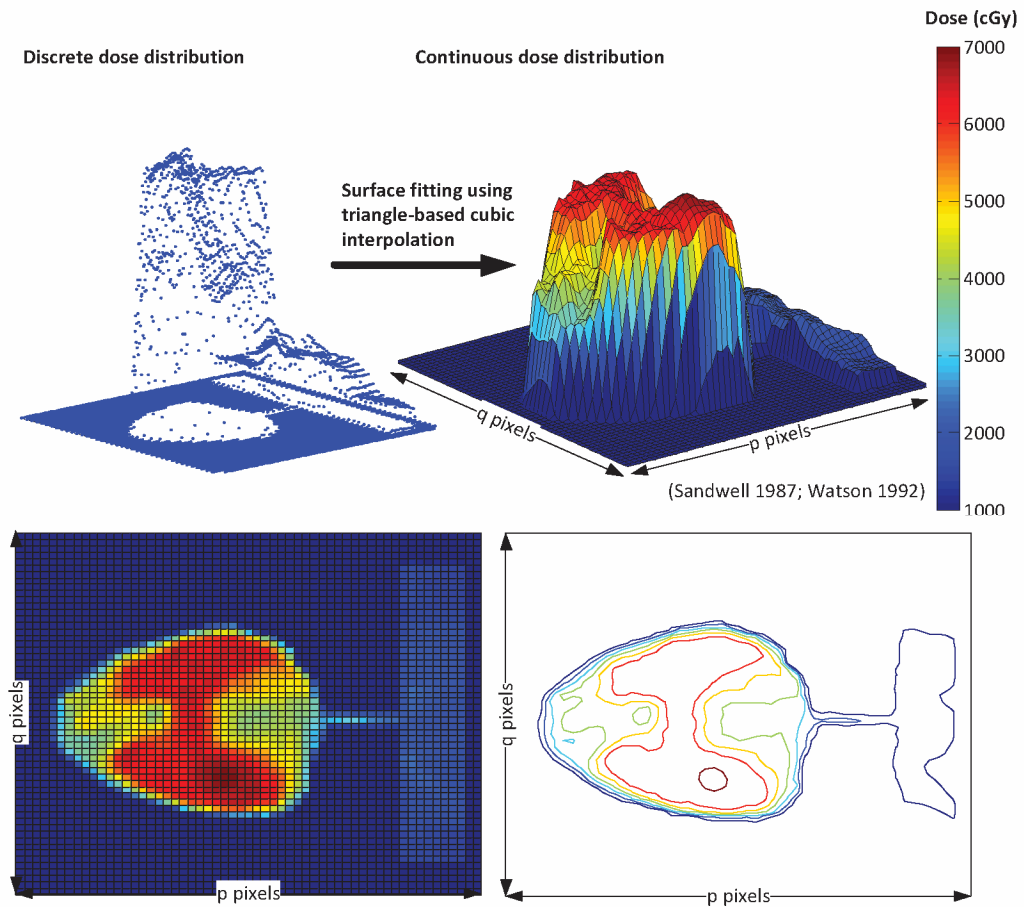 Dose (cGy)
Discrete dose distribution
Continuous dose distribution
7000
6000
5000
4000
3000
2000
1000
Surface fitting using
triangle-based cubic
interpolation
q pixels
p pixels
(Sandwell 1987; Watson 1992)
q pixels
p pixels
q pixels
p pixels